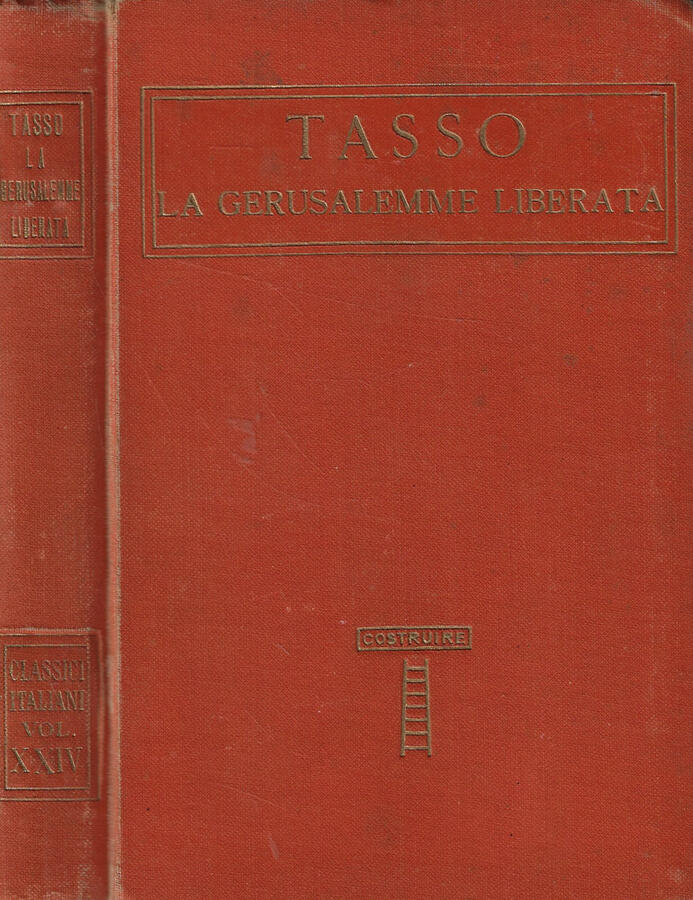 TASSO
LA
GERUSALEMME
LIBERATA
CLASSICI
ITALIANI
VOL.
XXIV
TASSO
LA GERUSALEMME LIBERATA
COSTRUIRE